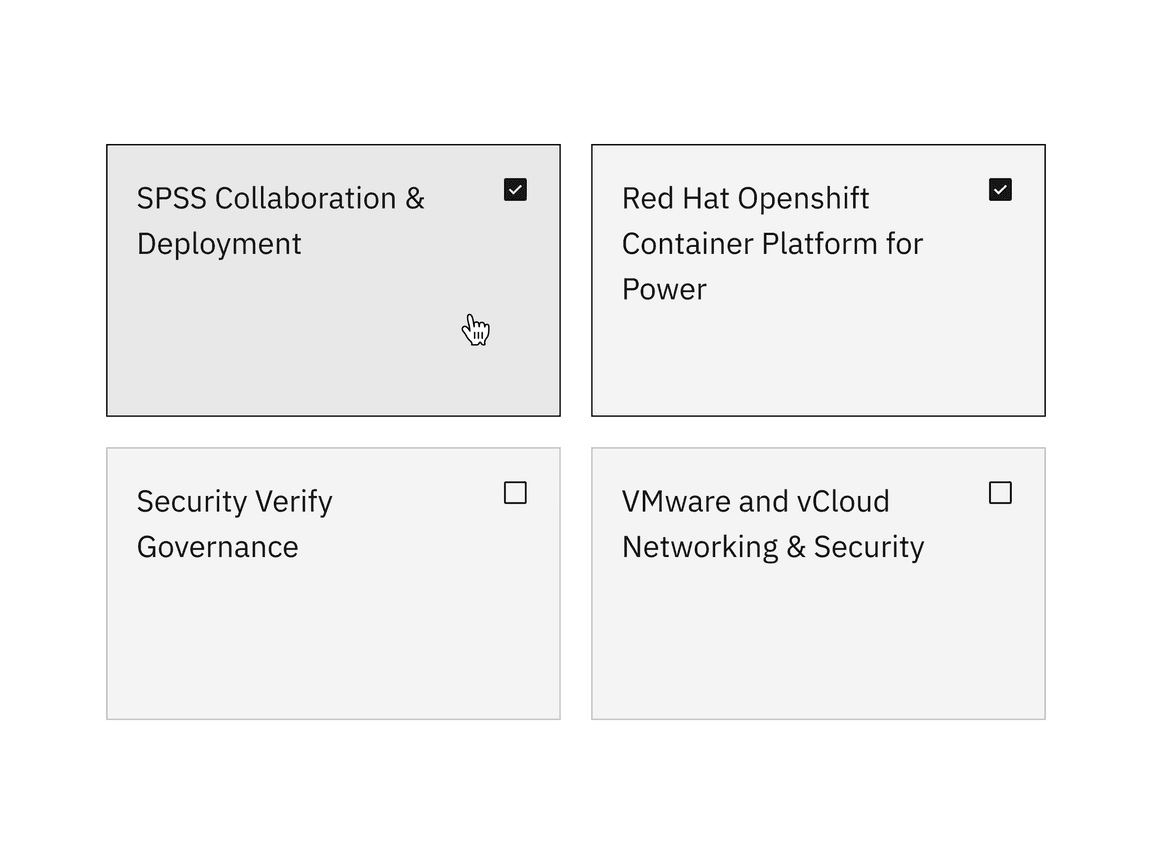 SPSS Collaboration &
Deployment
Red Hat Openshift
Container Platform for
Power
Security Verify
Governance
VMware and vCloud
Networking & Security